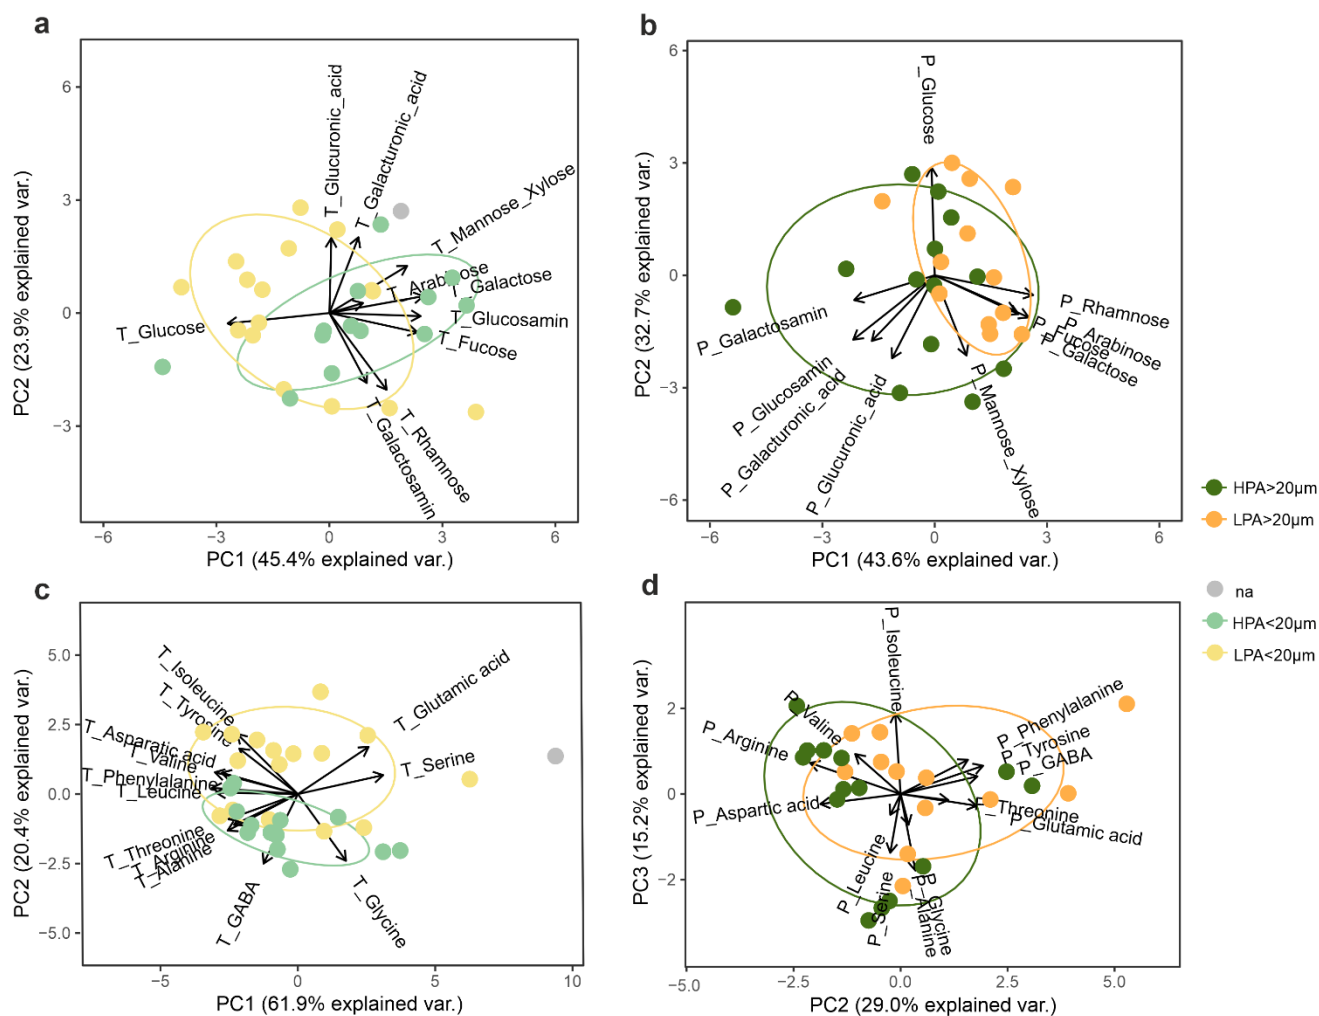 a
PC2 (23.9% explained var.)
6
3
0
−3
−6
−3
0
3
6
PC1 (45.4% explained var.)
T_Glucuronic_acid
T_Galacturonic_acid
T_Mannose_Xylose
T_Arabinose
T_Galactose
T_Glucosamin
T_Fucose
T_Glucose
T_Rhamnose
T_Galactosamin
b
PC2 (32.7% explained var.)
6
3
0
−3
−6
−6
−3
0
3
6
PC1 (43.6% explained var.)
P_Glucose
P_Rhamnose
P_Arabinose
P_Fucose
P_Galactose
P_Galactosamin
P_Glucosamin
P_Galacturonic_acid
P_Glucuronic_acid
P_Mannose_Xylose
HPA>20µm
LPA>20µm
na
HPA<20µm
LPA<20µm
c
PC2 (20.4% explained var.)
5.0
2.5
0.0
−2.5
−5.0
−5
0
5
10
PC1 (61.9% explained var.)
T_Isoleucine
T_Tyrosine
T_Asparatic_acid
T_Valine
T_Phenylalanine
T_Leucine
T_Threonine
T_Arginine
T_Alanine
T_GABA
T_Glycine
T_Glutamic_acid
T_Serine
d
PC3 (15.2% explained var.)
2
0
−2
−5.0
−2.5
0.0
2.5
5.0
PC2 (29.0% explained var.)
P_Isoleucine
P_Valine
P_Arginine
P_Aspartic acid
P_Phenylalanine
P_Tyrosine
P_GABA
P_Threonine
P_Glutamic_acid
P_Leucine
P_Serine
P_Glycine
P_Alanine